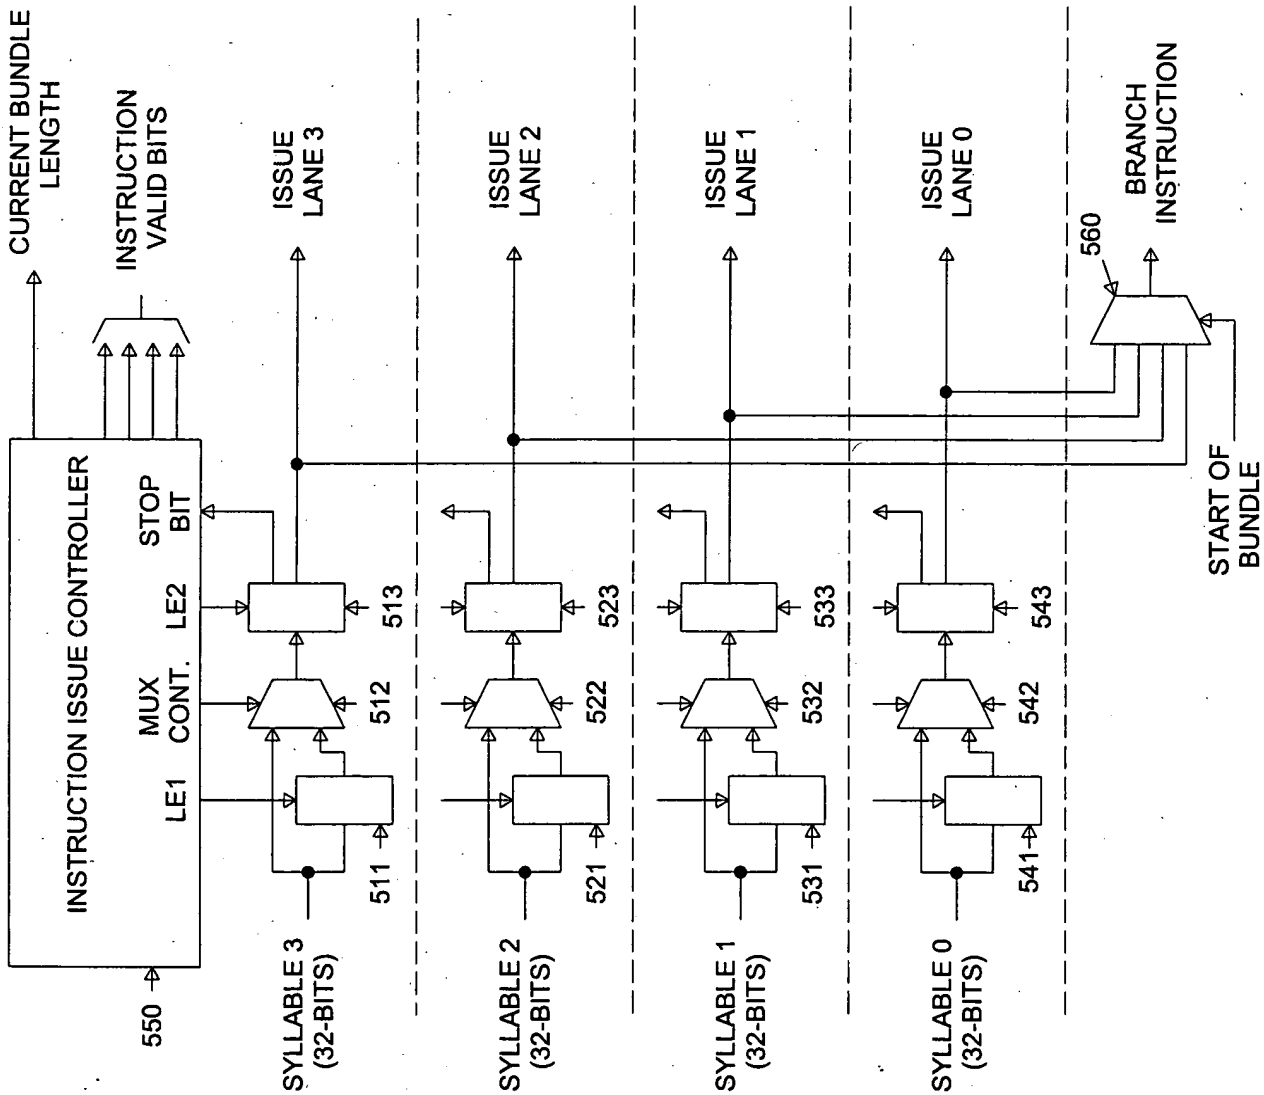 CURRENT BUNDLE
LENGTH
INSTRUCTION
VALID BITS
550
INSTRUCTION ISSUE CONTROLLER
LE1
MUX
CONT.
LE2
STOP
BIT
SYLLABLE 3
(32-BITS)
511
512
513
ISSUE
LANE 3
SYLLABLE 2
(32-BITS)
521
522
523
ISSUE
LANE 2
SYLLABLE 1
(32-BITS)
531
532
533
ISSUE
LANE 1
SYLLABLE 0
(32-BITS)
541
542
543
ISSUE
LANE 0
560
BRANCH
INSTRUCTION
START OF
BUNDLE